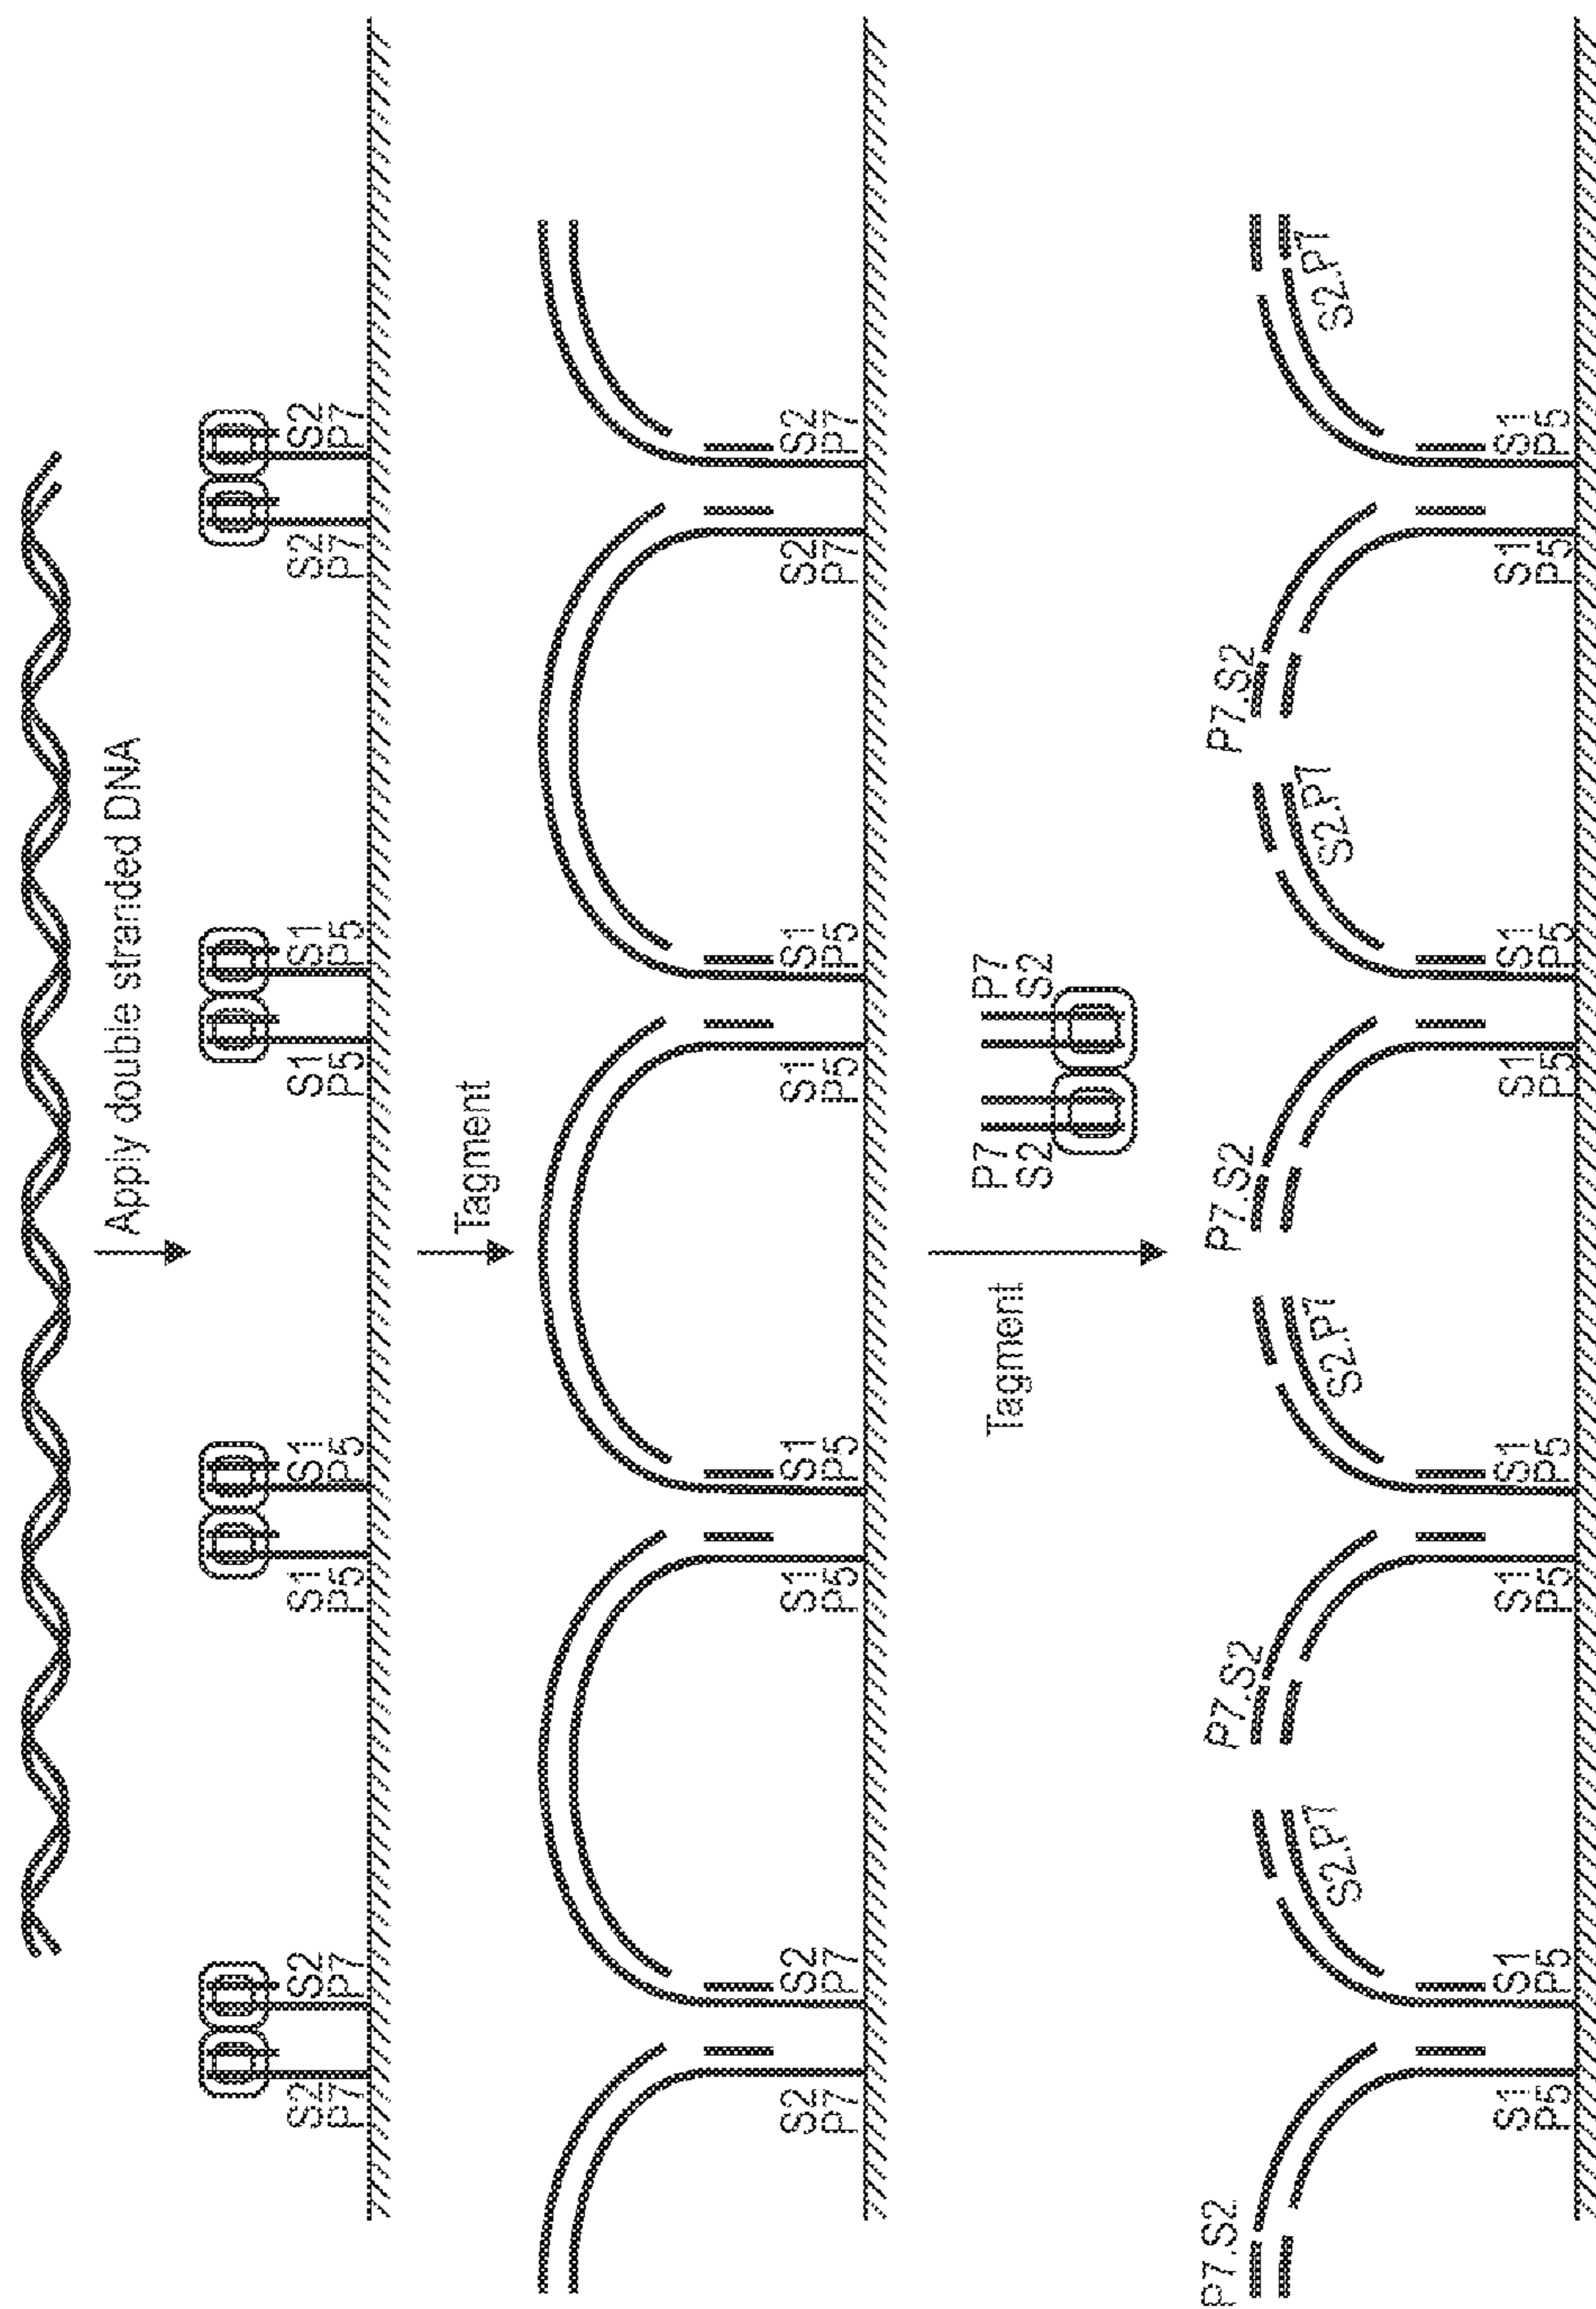 Apply double stranded DNA
S2 S2 S1 S1 S1 S1 S2 S2
P7 P7 P5 P5 P5 P5 P7 P7
Tagment
S2 S2 S1 S1 S1 S1 S2 S2
P7 P7 P5 P5 P5 P5 P7 P7
Tagment
P7 P7
S2 S2
P7.S2 P7.S2 P7.S2 P7.S2
S2.P7 S2.P7 S2.P7 S2.P7
S1 S1 S1 S1 S1 S1 S1 S1
P5 P5 P5 P5 P5 P5 P5 P5